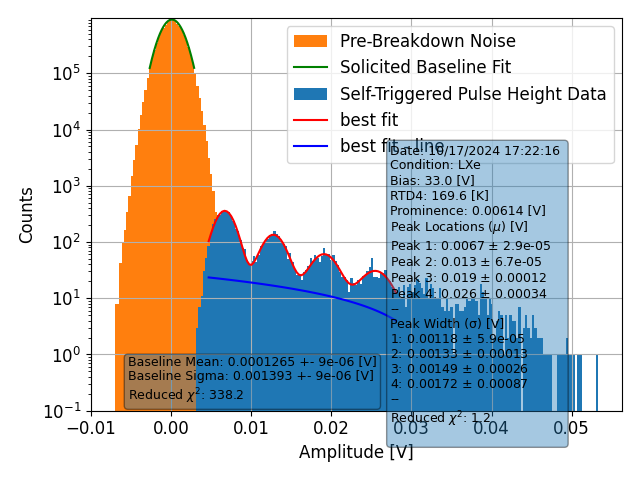 Pre-Breakdown Noise
Solicited Baseline Fit
Self-Triggered Pulse Height Data
best fit
best fit - line
Date: 10/17/2024 17:22:16
Condition: LXe
Bias: 33.0 [V]
RTD4: 169.6 [K]
Prominence: 0.00614 [V]
Peak Locations (μ) [V]
Peak 1: 0.0067 ± 2.9e-05
Peak 2: 0.013 ± 6.7e-05
Peak 3: 0.019 ± 0.00012
Peak 4: 0.026 ± 0.00034
--
Peak Width (σ) [V]
1: 0.00118 ± 5.9e-05
2: 0.00133 ± 0.00013
3: 0.00149 ± 0.00026
4: 0.00172 ± 0.00087
--
Reduced χ²: 1.2
Baseline Mean: 0.0001265 +- 9e-06 [V]
Baseline Sigma: 0.001393 +- 9e-06 [V]
Reduced χ²: 338.2
Counts
10⁵
10⁴
10³
10²
10¹
10⁰
10⁻¹
−0.01 0.00 0.01 0.02 0.03 0.04 0.05
Amplitude [V]